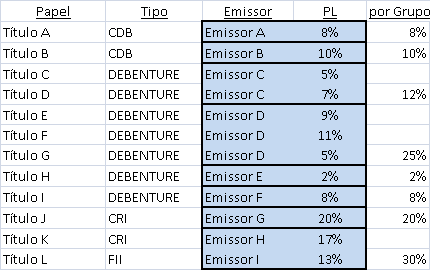 Papel Tipo Emissor PL por Grupo
Título A CDB Emissor A 8% 8%
Título B CDB Emissor B 10% 10%
Título C DEBENTURE Emissor C 5%
Título D DEBENTURE Emissor C 7% 12%
Título E DEBENTURE Emissor D 9%
Título F DEBENTURE Emissor D 11%
Título G DEBENTURE Emissor D 5% 25%
Título H DEBENTURE Emissor E 2% 2%
Título I DEBENTURE Emissor F 8% 8%
Título J CRI Emissor G 20% 20%
Título K CRI Emissor H 17%
Título L FII Emissor I 13% 30%